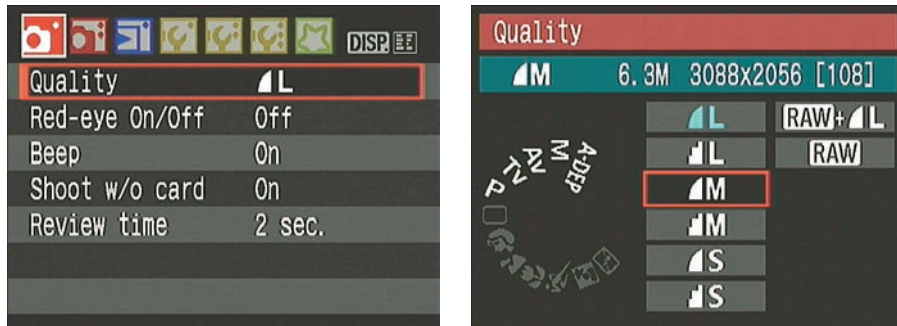 DISP.
Quality L
Red-eye On/Off Off
Beep On
Shoot w/o card On
Review time 2 sec.
Quality
M 6.3M 3088x2056 [108]
L RAW+ L
L RAW
M
M
S
S
P TV AV M A-DEP